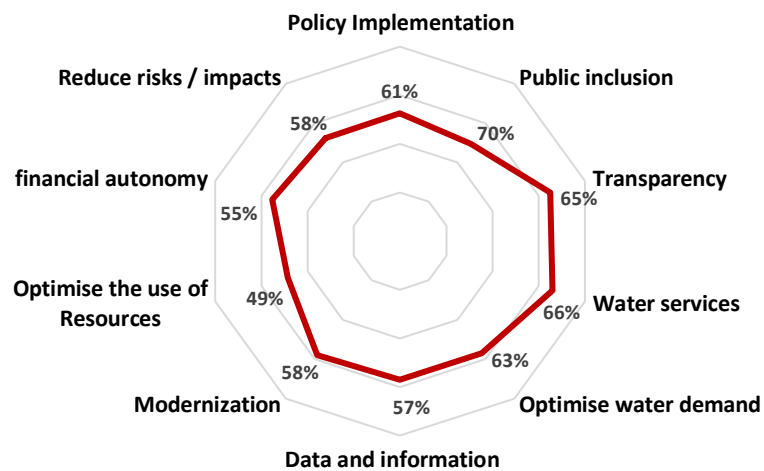 Policy Implementation
Reduce risks / impacts
Public inclusion
61%
58%
70%
financial autonomy
Transparency
55%
65%
Optimise the use of
Resources
49%
Water services
66%
58%
63%
Modernization
57%
Optimise water demand
Data and information